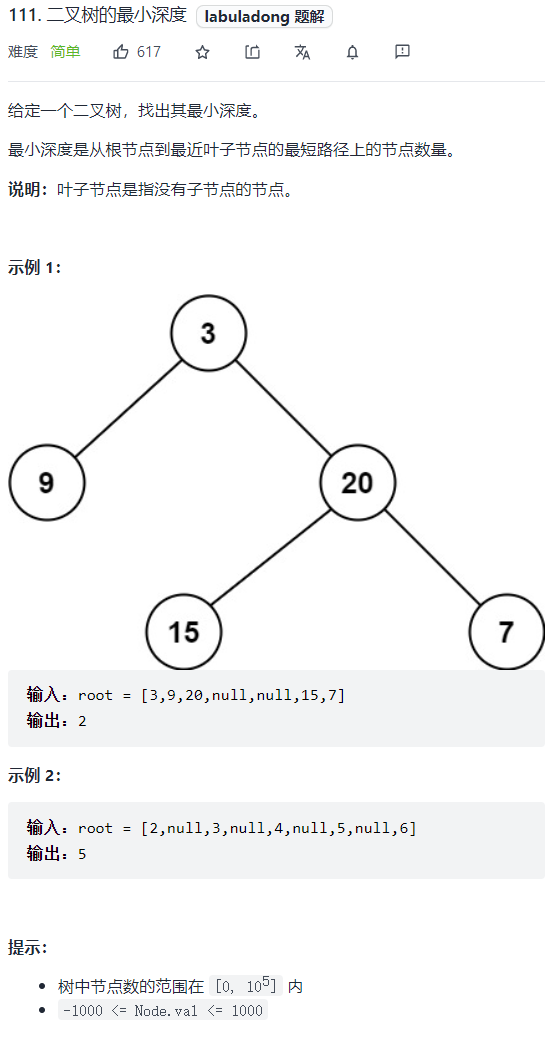 111. 二叉树的最小深度 labuladong 题解
难度 简单 617
给定一个二叉树，找出其最小深度。
最小深度是从根节点到最近叶子节点的最短路径上的节点数量。
说明：叶子节点是指没有子节点的节点。
示例 1：
3
9 20
15 7
输入：root = [3,9,20,null,null,15,7]
输出：2
示例 2：
输入：root = [2,null,3,null,4,null,5,null,6]
输出：5
提示：
树中节点数的范围在 [0, 10⁵] 内
-1000 <= Node.val <= 1000